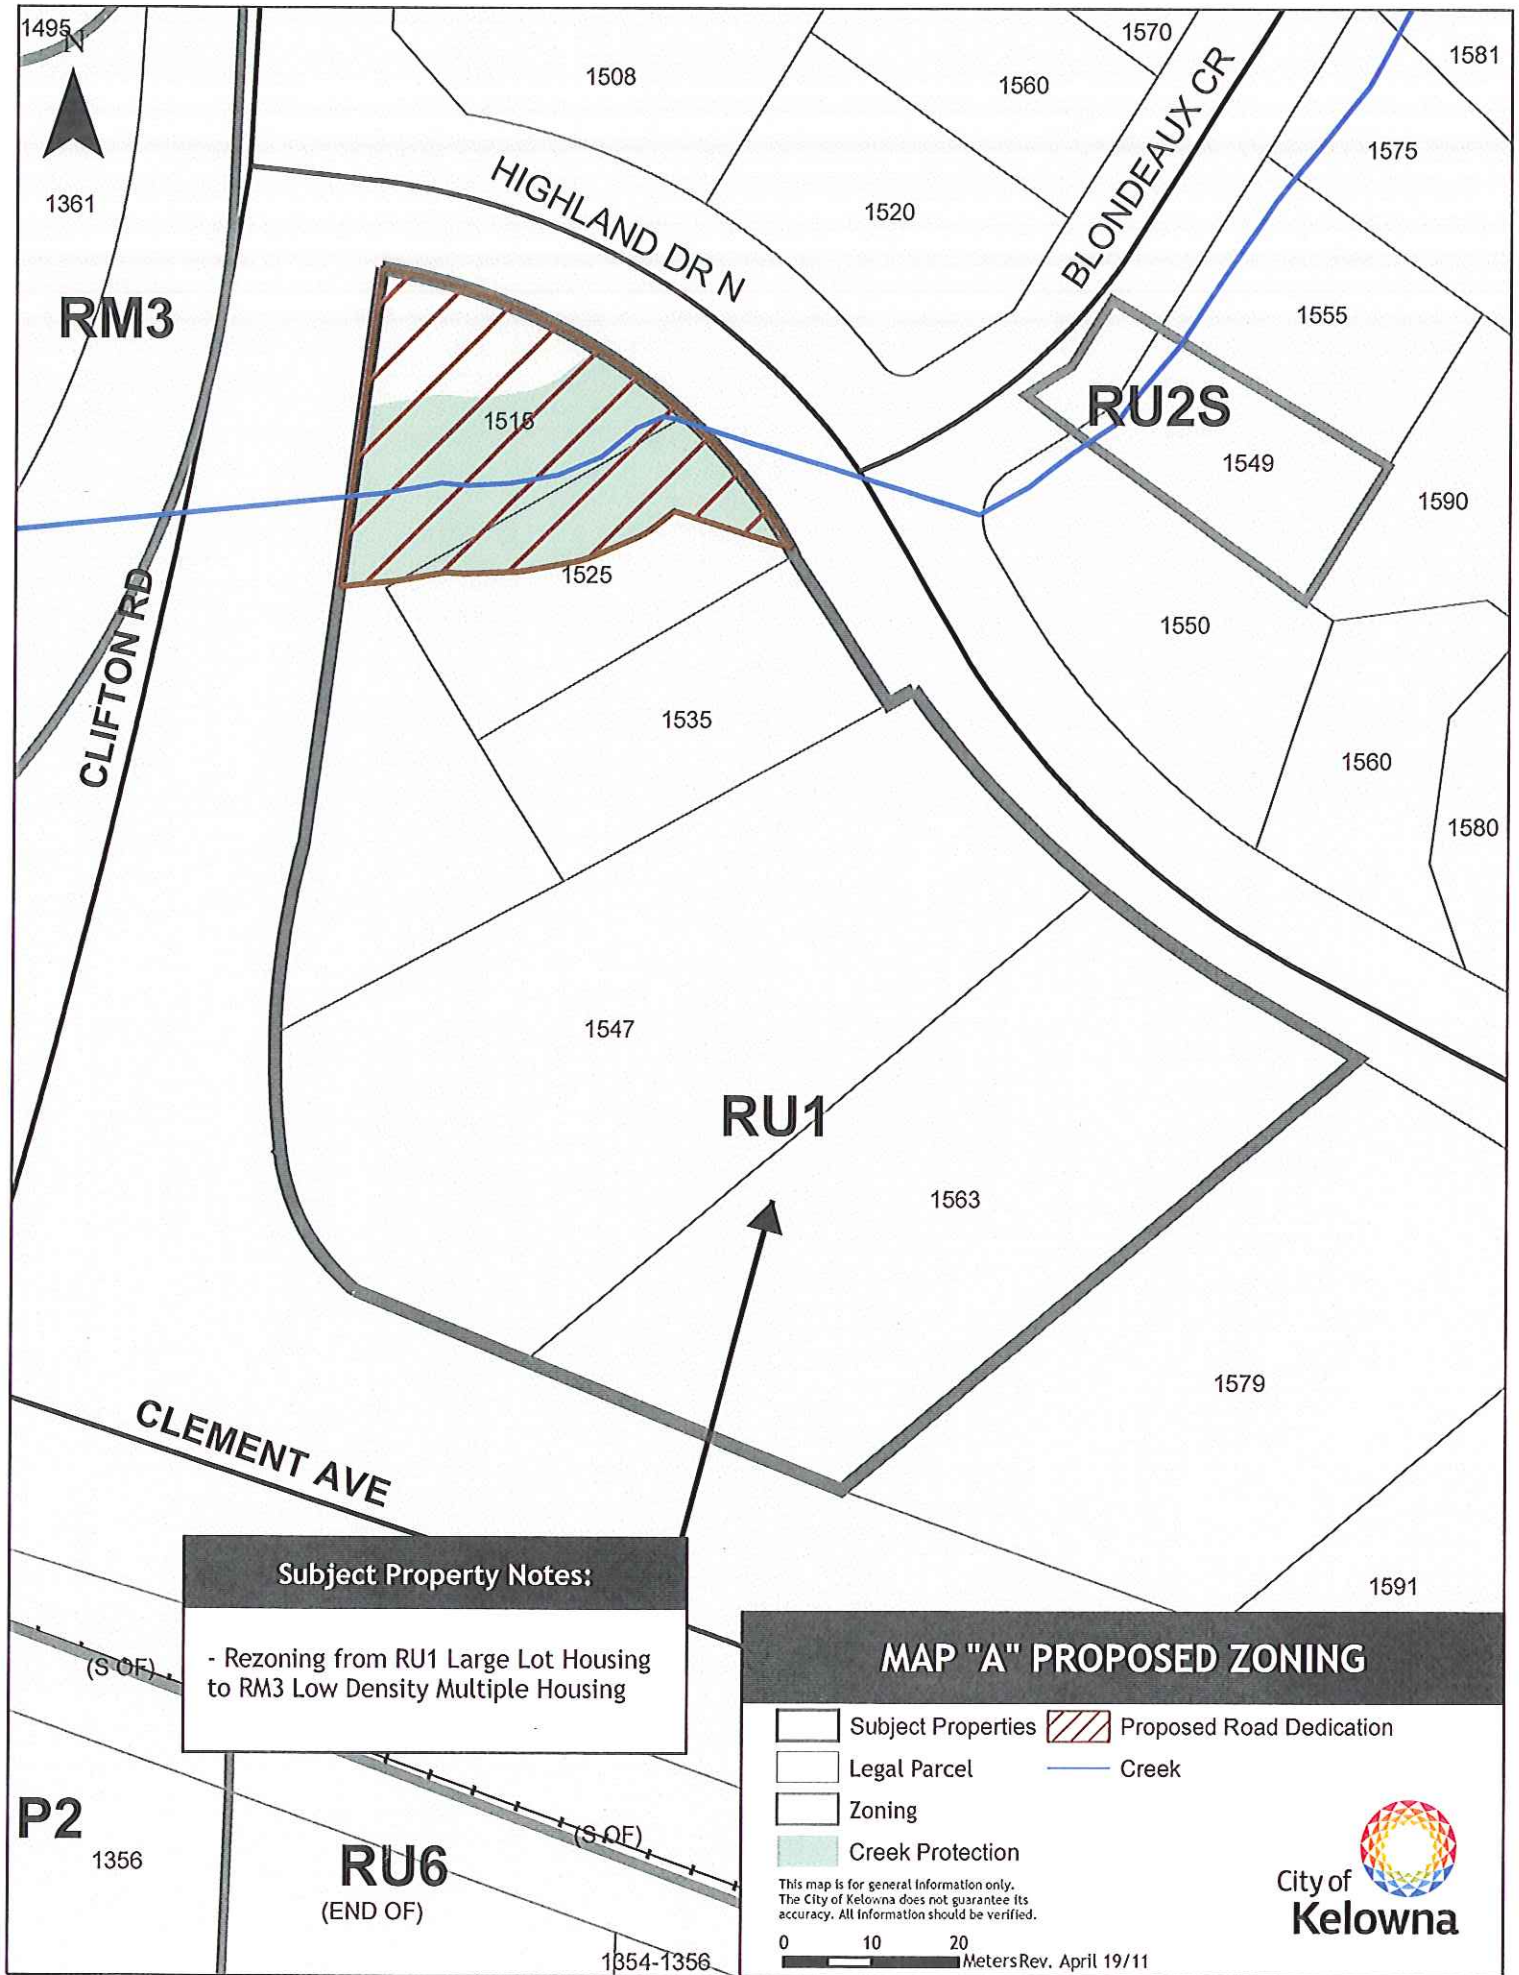 1495
N
1508
1570
1560
1581
1575
1361
HIGHLAND DR N
1520
BLONDEAUX CR
RM3
1555
1515
RU2S
1549
1590
1525
CLIFTON RD
1550
1535
1560
1580
1547
RU1
1563
1579
CLEMENT AVE
1591
Subject Property Notes:
- Rezoning from RU1 Large Lot Housing
to RM3 Low Density Multiple Housing
(S OF)
P2
1356
RU6
(END OF)
(S OF)
1354-1356
MAP "A" PROPOSED ZONING
Subject Properties
Proposed Road Dedication
Legal Parcel
Creek
Zoning
Creek Protection
This map is for general information only.
The City of Kelowna does not guarantee its
accuracy. All information should be verified.
0 10 20
Meters Rev. April 19/11
City of
Kelowna